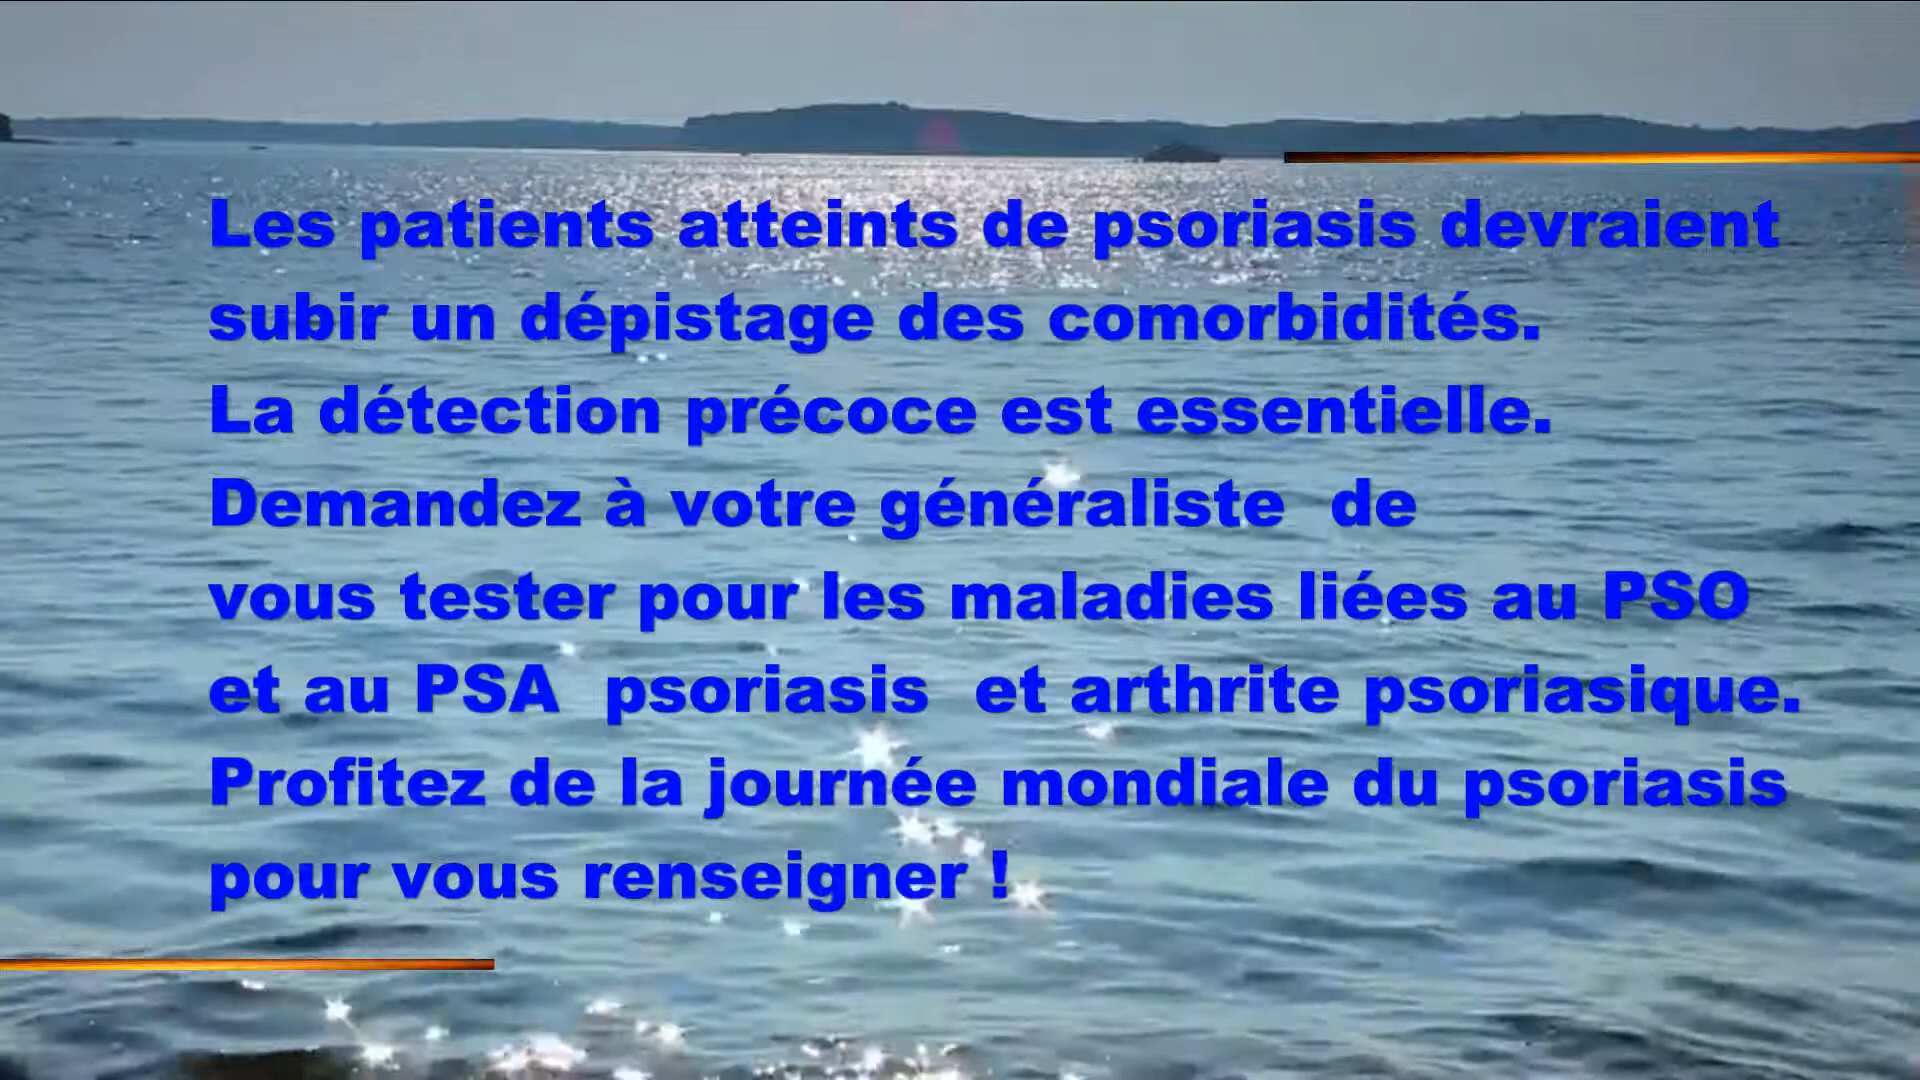 Les patients atteints de psoriasis devraient
subir un dépistage des comorbidités.
La détection précoce est essentielle.
Demandez à votre généraliste  de
vous tester pour les maladies liées au PSO
et au PSA  psoriasis  et arthrite psoriasique.
Profitez de la journée mondiale du psoriasis
pour vous renseigner !